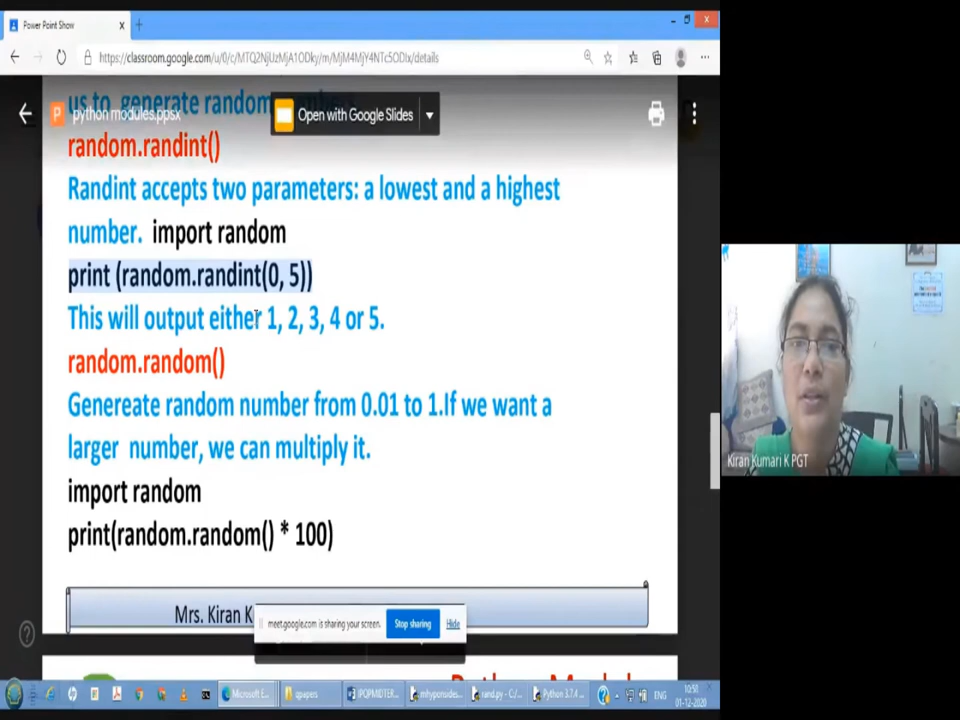 Power Point Show
https://classroom.google.com/u/0/c/MTQ2NjUzMjA1ODky/m/MjM4MjY4NTc5ODIx/details
us to generate random
python modules.ppsx
Open with Google Slides
random.randint()
Randint accepts two parameters: a lowest and a highest
number. import random
print (random.randint(0, 5))
This will output either 1, 2, 3, 4 or 5.
random.random()
Genereate random number from 0.01 to 1.If we want a
larger number, we can multiply it.
import random
print(random.random() * 100)
Mrs. Kiran K
meet.google.com is sharing your screen.
Stop sharing
Hide
Kiran Kumari K PGT
Microsoft E...
qpapers
IPQPMIDTER...
mhyponsides...
rand.py - C:/...
Python 3.7.4 ...
ENG
10:50
01-12-2020